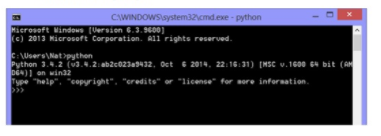 C:\WINDOWS\system32\cmd.exe - python
Microsoft Windows [Version 6.3.9600]
(c) 2013 Microsoft Corporation. All rights reserved.
C:\Users\Nat>python
Python 3.4.2 (v3.4.2:ab2c023a9432, Oct  6 2014, 22:16:31) [MSC v.1600 64 bit (AM
D64)] on win32
Type "help", "copyright", "credits" or "license" for more information.
>>>